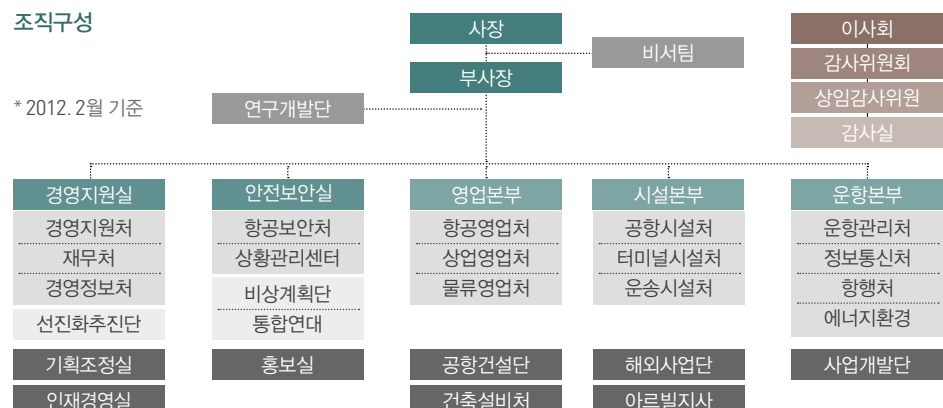 조직구성
사장
비서팀
부사장
* 2012. 2월 기준
연구개발단
이사회
감사위원회
상임감사위원
감사실
경영지원실
경영지원처
재무처
경영정보처
선진화추진단
기획조정실
인재경영실
안전보안실
항공보안처
상황관리센터
비상계획단
통합연대
홍보실
영업본부
항공영업처
상업영업처
물류영업처
공항건설단
건축설비처
시설본부
공항시설처
터미널시설처
운송시설처
해외사업단
아르빌지사
운항본부
운항관리처
정보통신처
항행처
에너지환경
사업개발단